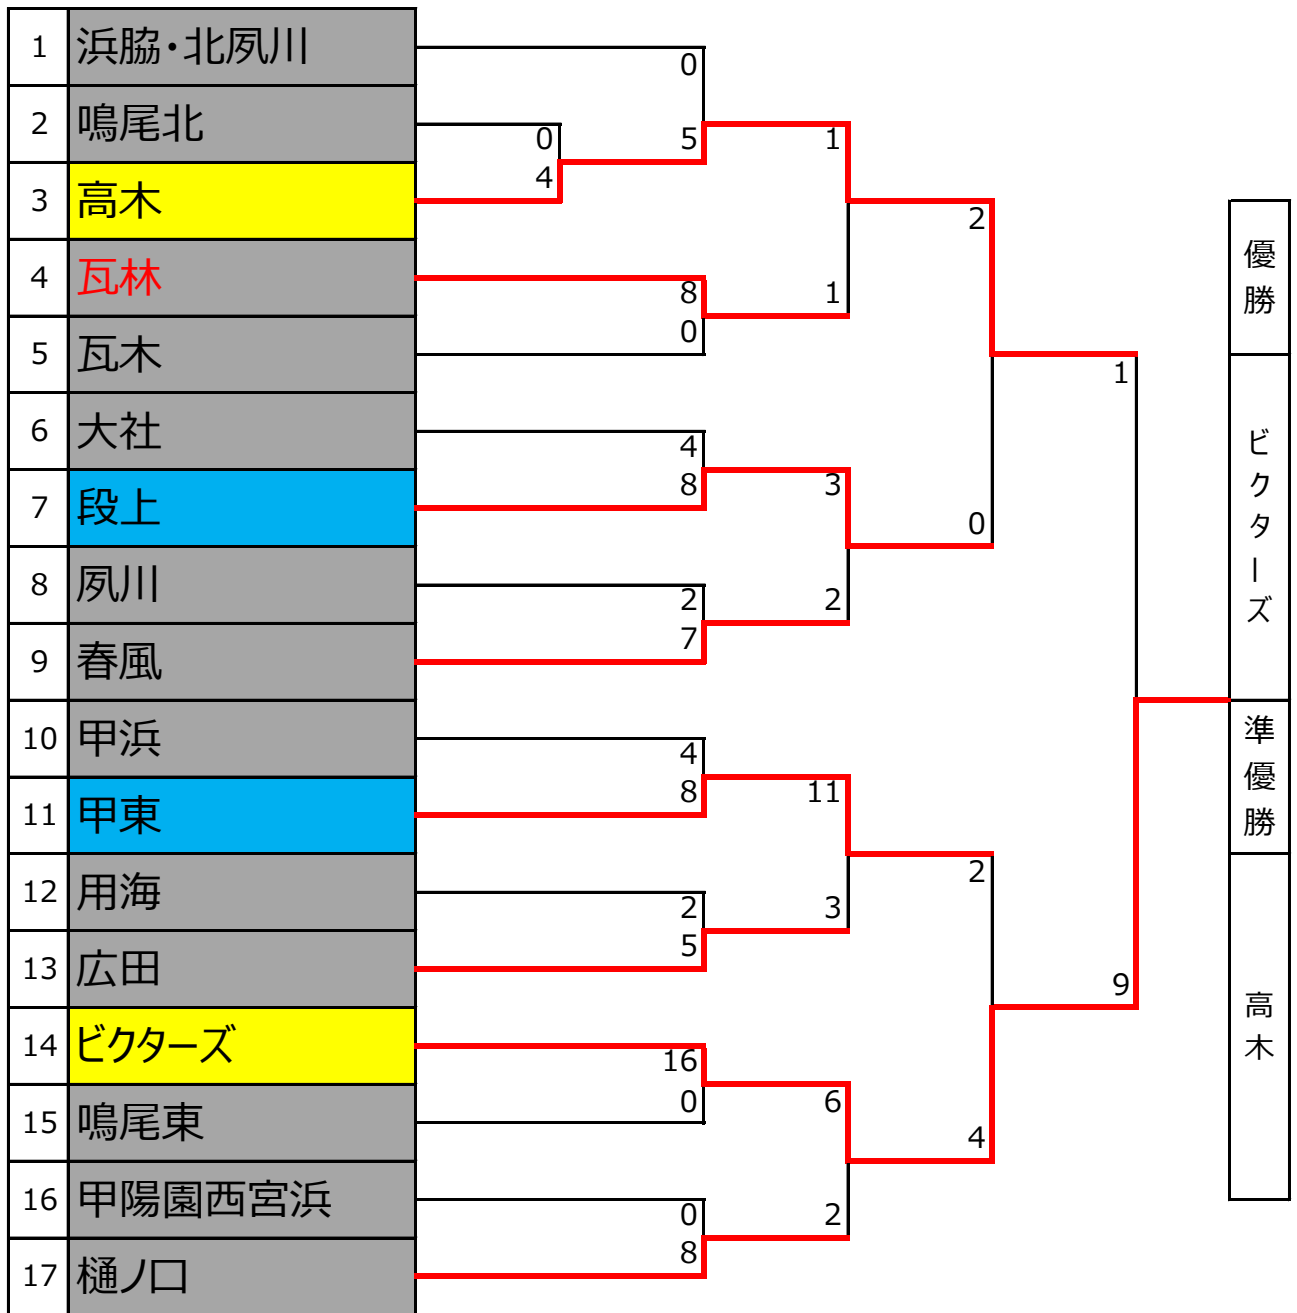 1 浜脇・北夙川
2 鳴尾北
3 高木
4 瓦林
5 瓦木
6 大社
7 段上
8 夙川
9 春風
10 甲浜
11 甲東
12 用海
13 広田
14 ビクターズ
15 鳴尾東
16 甲陽園西宮浜
17 樋ノ口
0
4
0
5
8
0
4
8
2
7
4
8
2
5
16
0
0
8
1
1
3
2
11
3
6
2
2
0
2
4
1
9
優勝
ビクターズ
準優勝
高木